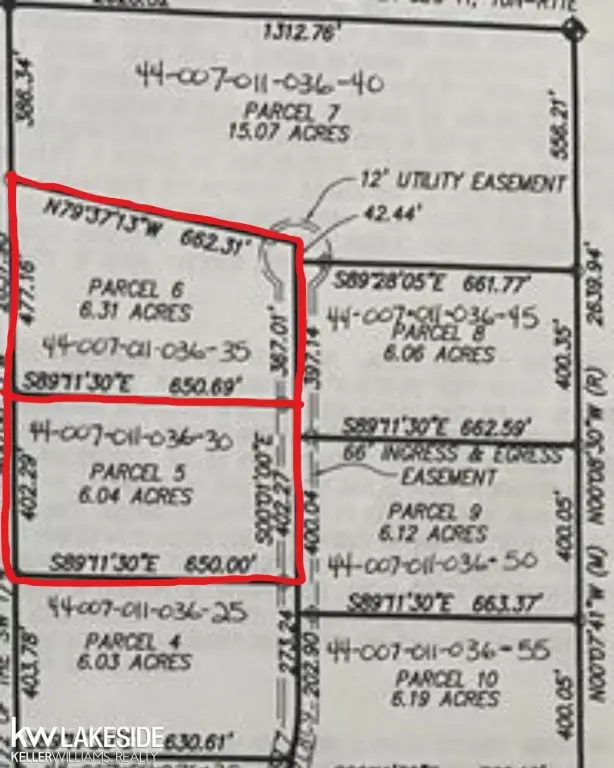 1312.76'
386.34'
44-007-011-036-40
PARCEL 7
15.07 ACRES
556.21'
12' UTILITY EASEMENT
42.44'
N79°37'13"W 662.31'
S89°28'05"E 661.77'
2639.94'
477.16'
PARCEL 6
6.31 ACRES
44-007-011-036-35
367.01'
397.14
44-007-011-036-45
PARCEL 8
6.06 ACRES
400.35'
S89°11'30"E 650.69'
44-007-011-036-30
PARCEL 5
6.04 ACRES
402.29'
S00°01'00"E
402.27
400.04
S89°11'30"E 662.59'
66' INGRESS & EGRESS
EASEMENT
N00°08'30"W (R)
PARCEL 9
6.12 ACRES
44-007-011-036-50
400.05'
S89°11'30"E 650.00'
S89°11'30"E 663.37'
N00°07'41"W (M)
44-007-011-036-25
PARCEL 4
6.03 ACRES
403.78'
273.24
202.90
44-007-011-036-55
PARCEL 10
6.19 ACRES
400.05'
630.61'
kw LAKESIDE
KELLERWILLIAMS REALTY